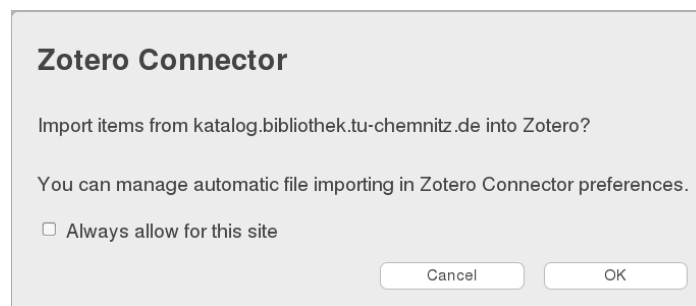 Zotero Connector
Import items from katalog.bibliothek.tu-chemnitz.de into Zotero?
You can manage automatic file importing in Zotero Connector preferences.
Always allow for this site
Cancel
OK